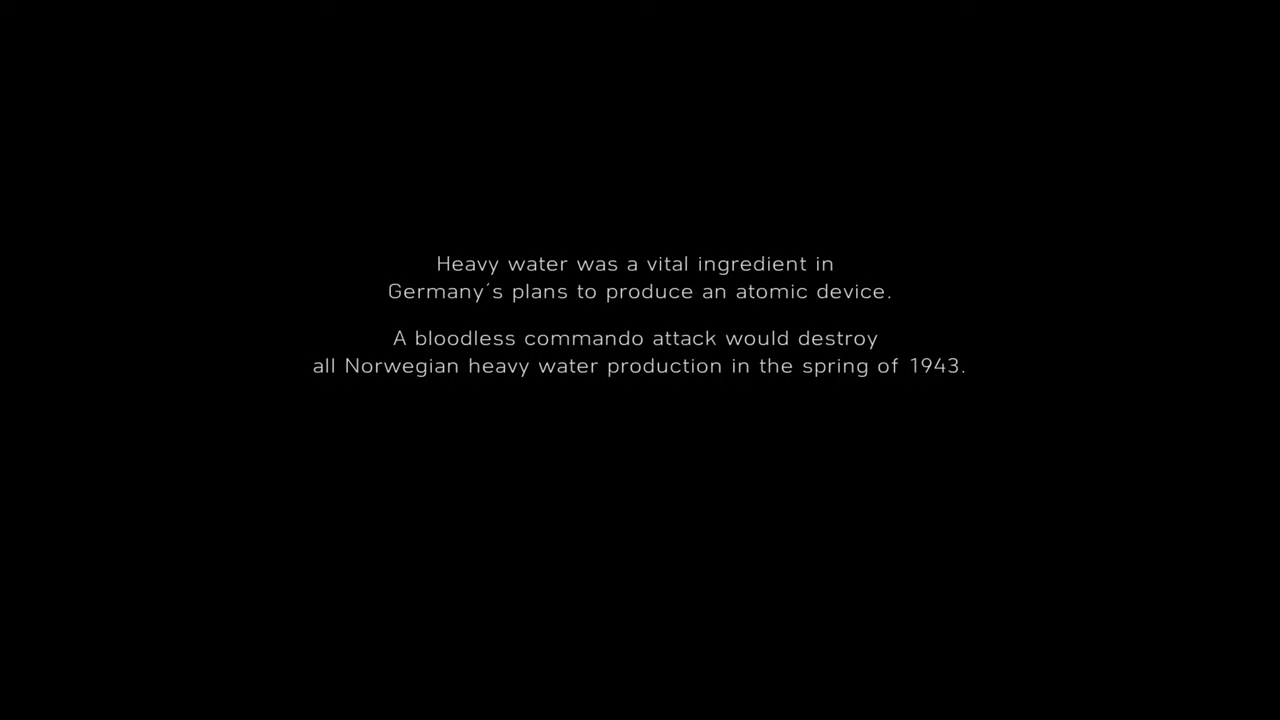 Heavy water was a vital ingredient in
Germany´s plans to produce an atomic device.
A bloodless commando attack would destroy
all Norwegian heavy water production in the spring of 1943.